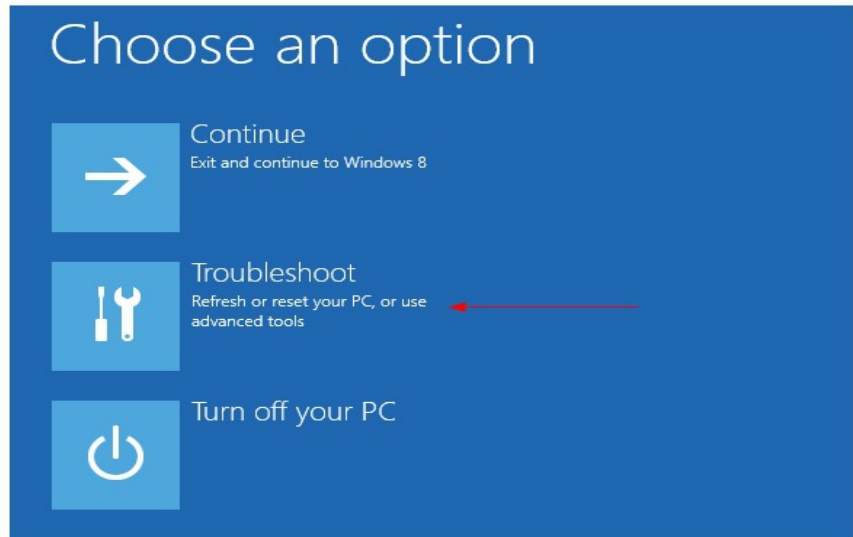 Choose an option
Continue
Exit and continue to Windows 8
Troubleshoot
Refresh or reset your PC, or use
advanced tools
Turn off your PC